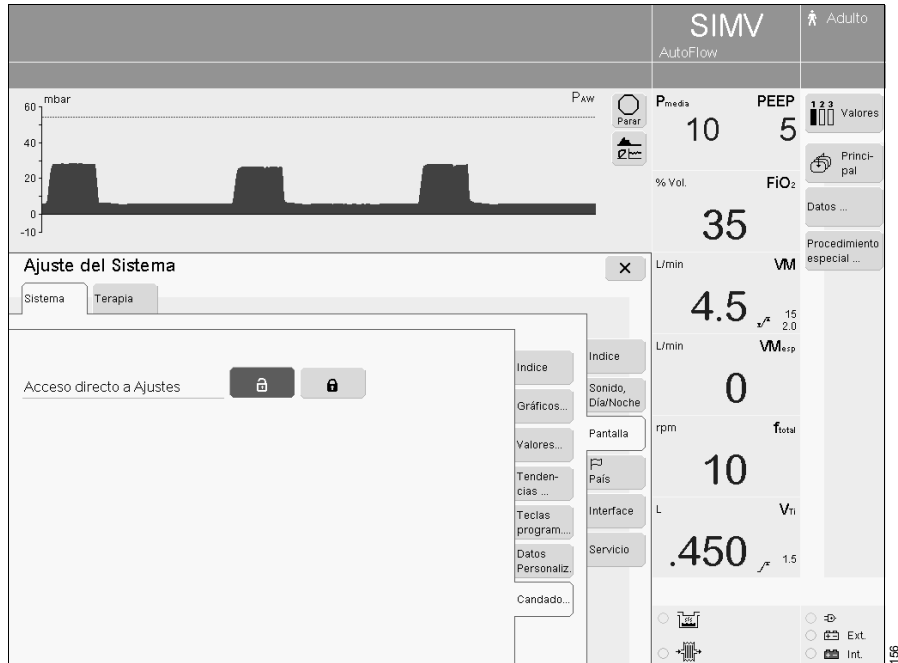 SIMV
AutoFlow
Adulto
mbar
PAW
60
40
20
0
-10
Parar
Pmedia PEEP
10 5
% Vol. FiO2
35
L/min VM
4.5 15
2.0
L/min VMesp
0
rpm ftotal
10
L VTi
.450 1.5
1 2 3
Valores
Princi-
pal
Datos ...
Procedimiento
especial ...
Ajuste del Sistema
Sistema Terapia
Acceso directo a Ajustes
Indice
Gráficos...
Valores...
Tenden-
cias ...
Teclas
program....
Datos
Personaliz.
Candado...
Indice
Sonido,
Día/Noche
Pantalla
País
Interface
Servicio
Ext.
Int.
156